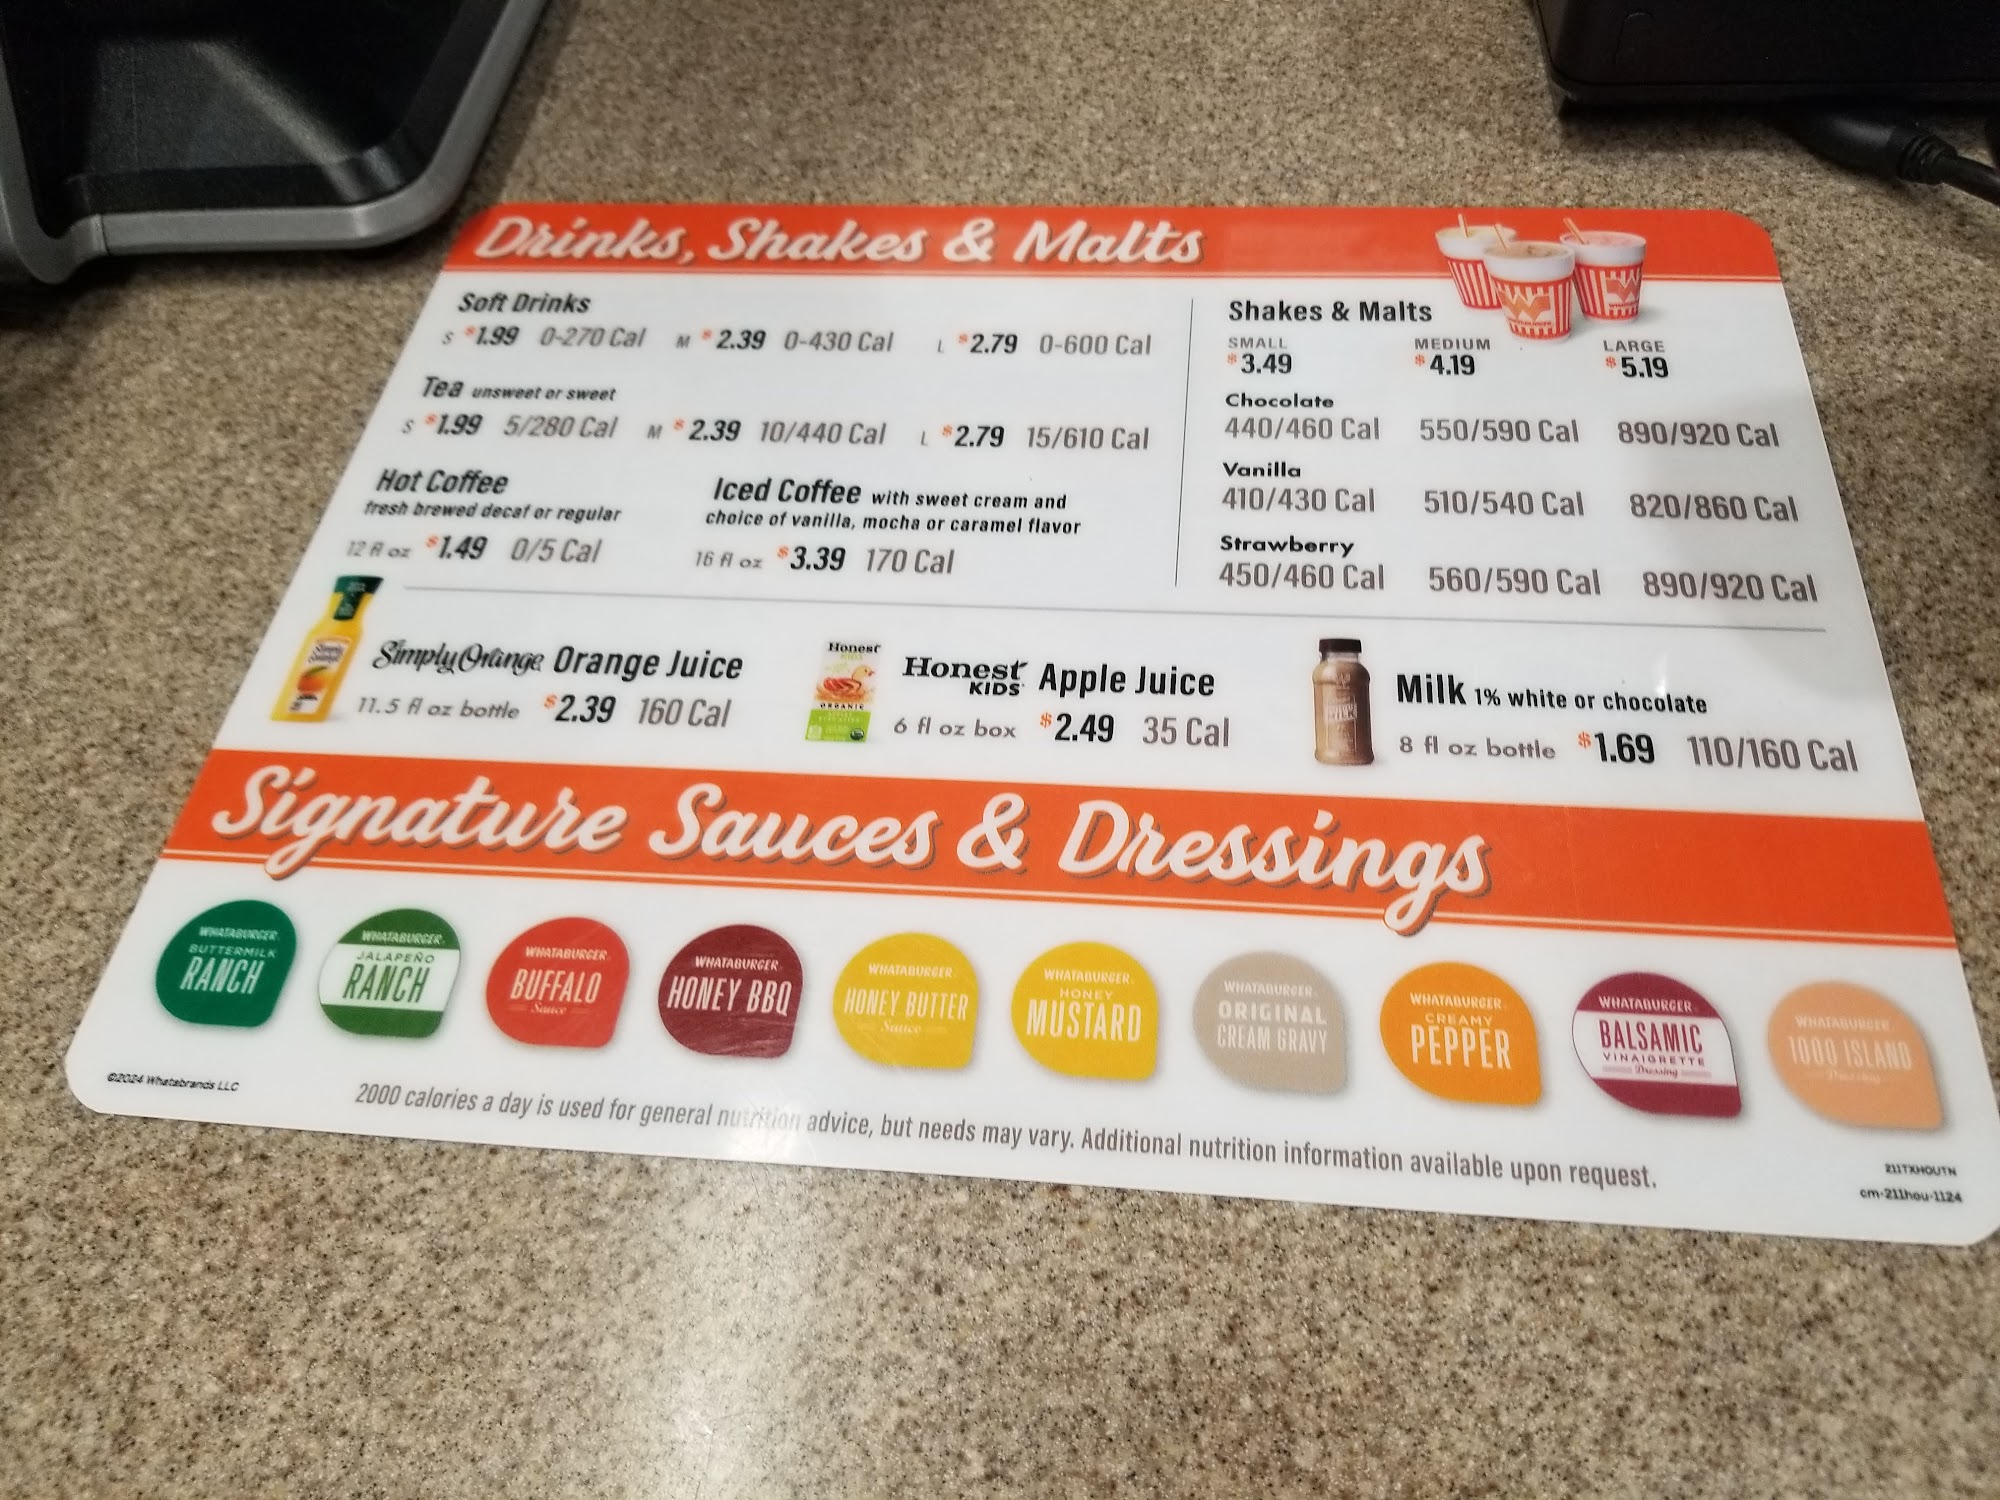 Drinks, Shakes & Malts
Soft Drinks
S $1.99 0-270 Cal M $2.39 0-430 Cal L $2.79 0-600 Cal
Tea unsweet or sweet
S $1.99 5/280 Cal M $2.39 10/440 Cal L $2.79 15/610 Cal
Hot Coffee
fresh brewed decaf or regular
12 fl oz $1.49 0/5 Cal
Iced Coffee with sweet cream and
choice of vanilla, mocha or caramel flavor
16 fl oz $3.39 170 Cal
Shakes & Malts
SMALL MEDIUM LARGE
$3.49 $4.19 $5.19
Chocolate
440/460 Cal 550/590 Cal 890/920 Cal
Vanilla
410/430 Cal 510/540 Cal 820/860 Cal
Strawberry
450/460 Cal 560/590 Cal 890/920 Cal
Simply Orange Orange Juice
11.5 fl oz bottle $2.39 160 Cal
Honest
KIDS
ORGANIC
Honest KIDS Apple Juice
6 fl oz box $2.49 35 Cal
Milk 1% white or chocolate
8 fl oz bottle $1.69 110/160 Cal
Signature Sauces & Dressings
WHATABURGER
BUTTERMILK
RANCH
WHATABURGER
JALAPEÑO
RANCH
WHATABURGER
BUFFALO
Sauce
WHATABURGER
HONEY BBQ
WHATABURGER
HONEY BUTTER
Sauce
WHATABURGER
HONEY
MUSTARD
WHATABURGER
ORIGINAL
CREAM GRAVY
WHATABURGER
CREAMY
PEPPER
WHATABURGER
BALSAMIC
VINAIGRETTE
Dressing
WHATABURGER
1000 ISLAND
Dressing
©2024 Whatabrands LLC
2000 calories a day is used for general nutrition advice, but needs may vary. Additional nutrition information available upon request.
211TXHOUTN
cm-211hou-1124